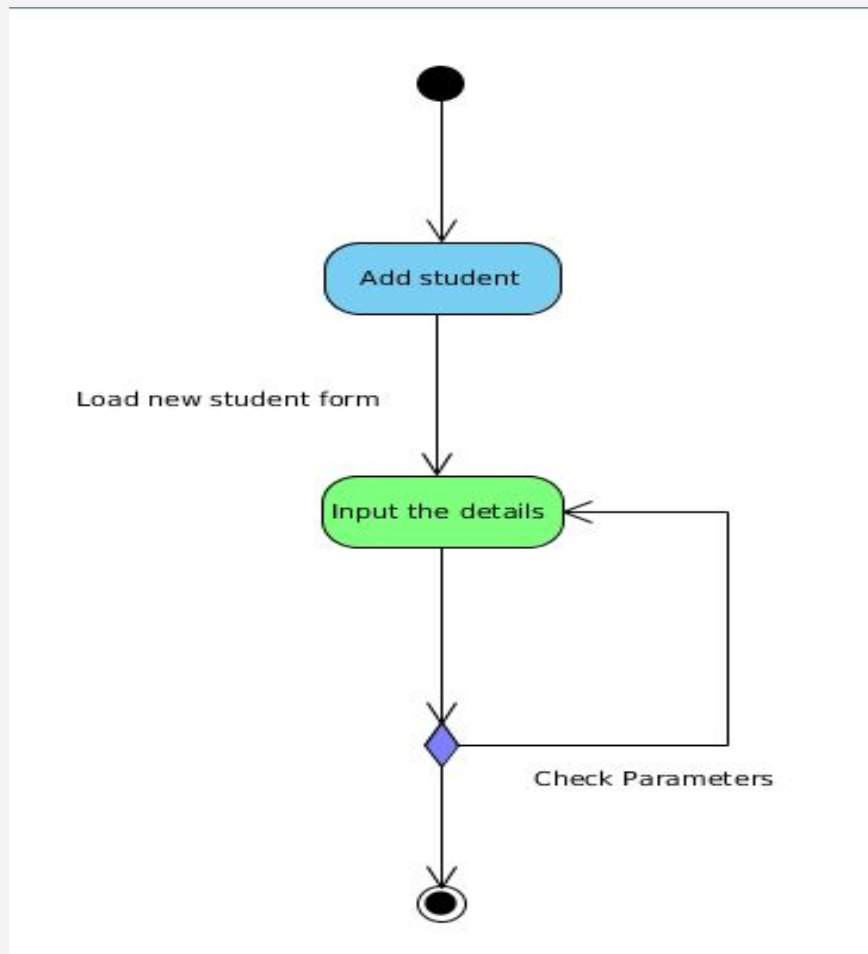 Add student
Load new student form
Input the details
Check Parameters